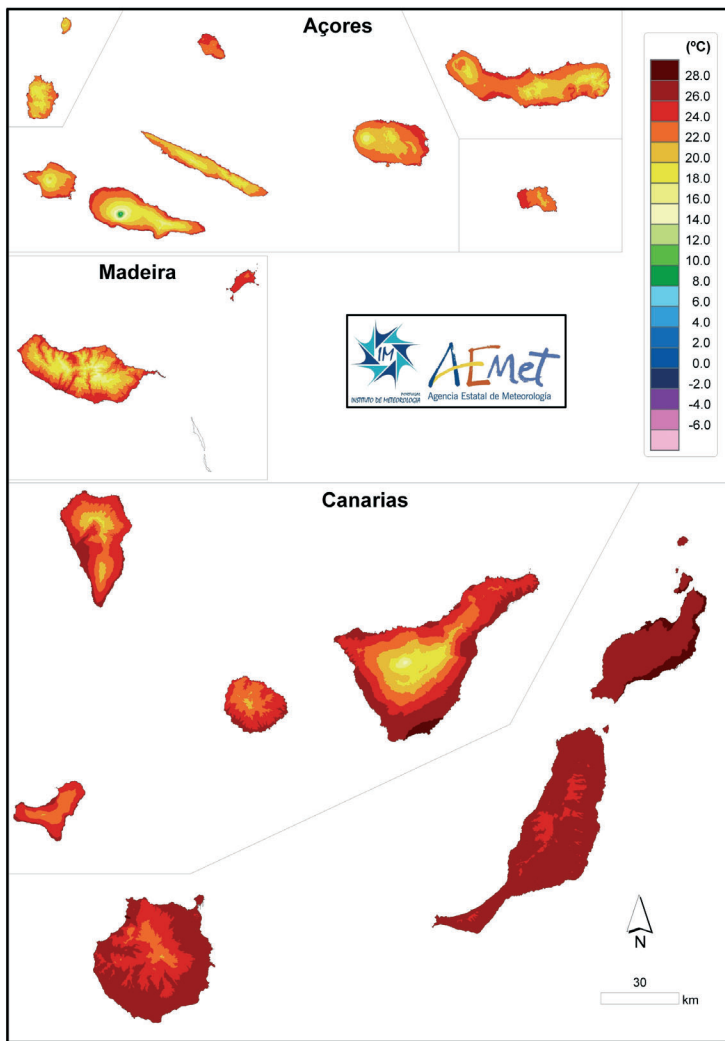 Açores
(ºC)
28.0
26.0
24.0
22.0
20.0
18.0
16.0
14.0
12.0
10.0
8.0
6.0
4.0
2.0
0.0
-2.0
-4.0
-6.0
Madeira
IM
PORTUGAL
INSTITUTO DE METEOROLOGIA
AEMet
Agencia Estatal de Meteorología
Canarias
N
30
km